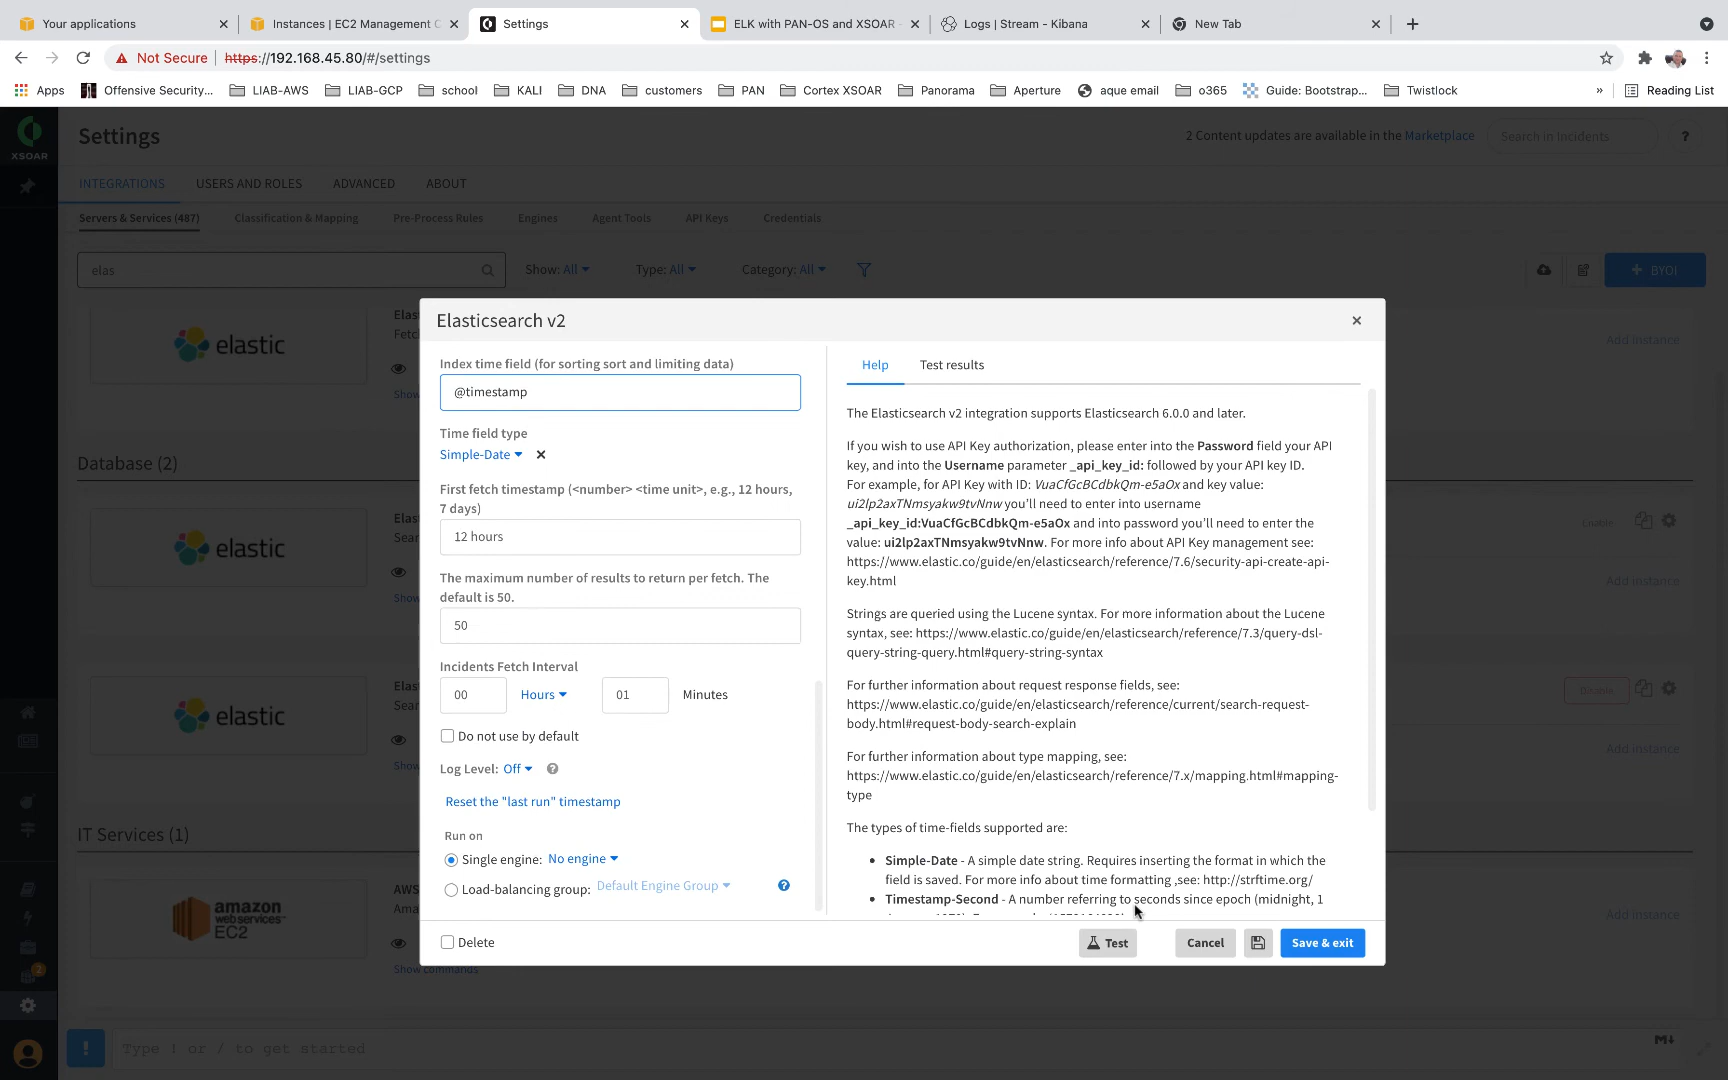 Your applications
Instances | EC2 Management C
Settings
ELK with PAN-OS and XSOAR -
Logs | Stream - Kibana
New Tab
Not Secure | https://192.168.45.80/#/settings
Apps
Offensive Security...
LIAB-AWS
LIAB-GCP
school
KALI
DNA
customers
PAN
Cortex XSOAR
Panorama
Aperture
aque email
o365
Guide: Bootstrap...
Twistlock
»
Reading List
XSOAR
Settings
2 Content updates are available in the Marketplace
Search in Incidents
?
INTEGRATIONS
USERS AND ROLES
ADVANCED
ABOUT
Servers & Services (487)
Classification & Mapping
Pre-Process Rules
Engines
Agent Tools
API Keys
Credentials
elas
Show: All
Type: All
Category: All
+ BYOI
elastic
Elas
Fetc
Show
Add instance
Database (2)
elastic
Elas
Sear
Show
Enable
Add instance
elastic
Elas
Sear
Show
Disable
Add instance
IT Services (1)
amazon
webservices
EC2
AWS
Ama
Show commands
Add instance
2
!
Type ! or / to get started
M↓
Elasticsearch v2
Index time field (for sorting sort and limiting data)
@timestamp
Time field type
Simple-Date
First fetch timestamp (<number> <time unit>, e.g., 12 hours,
7 days)
12 hours
The maximum number of results to return per fetch. The
default is 50.
50
Incidents Fetch Interval
00 Hours 01 Minutes
Do not use by default
Log Level: Off
Reset the "last run" timestamp
Run on
Single engine: No engine
Load-balancing group: Default Engine Group
Delete
Help
Test results
The Elasticsearch v2 integration supports Elasticsearch 6.0.0 and later.
If you wish to use API Key authorization, please enter into the Password field your API
key, and into the Username parameter _api_key_id: followed by your API key ID.
For example, for API Key with ID: VuaCfGcBCdbkQm-e5aOx and key value:
ui2lp2axTNmsyakw9tvNnw you'll need to enter into username
_api_key_id:VuaCfGcBCdbkQm-e5aOx and into password you'll need to enter the
value: ui2lp2axTNmsyakw9tvNnw. For more info about API Key management see:
https://www.elastic.co/guide/en/elasticsearch/reference/7.6/security-api-create-api-
key.html
Strings are queried using the Lucene syntax. For more information about the Lucene
syntax, see: https://www.elastic.co/guide/en/elasticsearch/reference/7.3/query-dsl-
query-string-query.html#query-string-syntax
For further information about request response fields, see:
https://www.elastic.co/guide/en/elasticsearch/reference/current/search-request-
body.html#request-body-search-explain
For further information about type mapping, see:
https://www.elastic.co/guide/en/elasticsearch/reference/7.x/mapping.html#mapping-
type
The types of time-fields supported are:
• Simple-Date - A simple date string. Requires inserting the format in which the
field is saved. For more info about time formatting ,see: http://strftime.org/
• Timestamp-Second - A number referring to seconds since epoch (midnight, 1
Test
Cancel
Save & exit